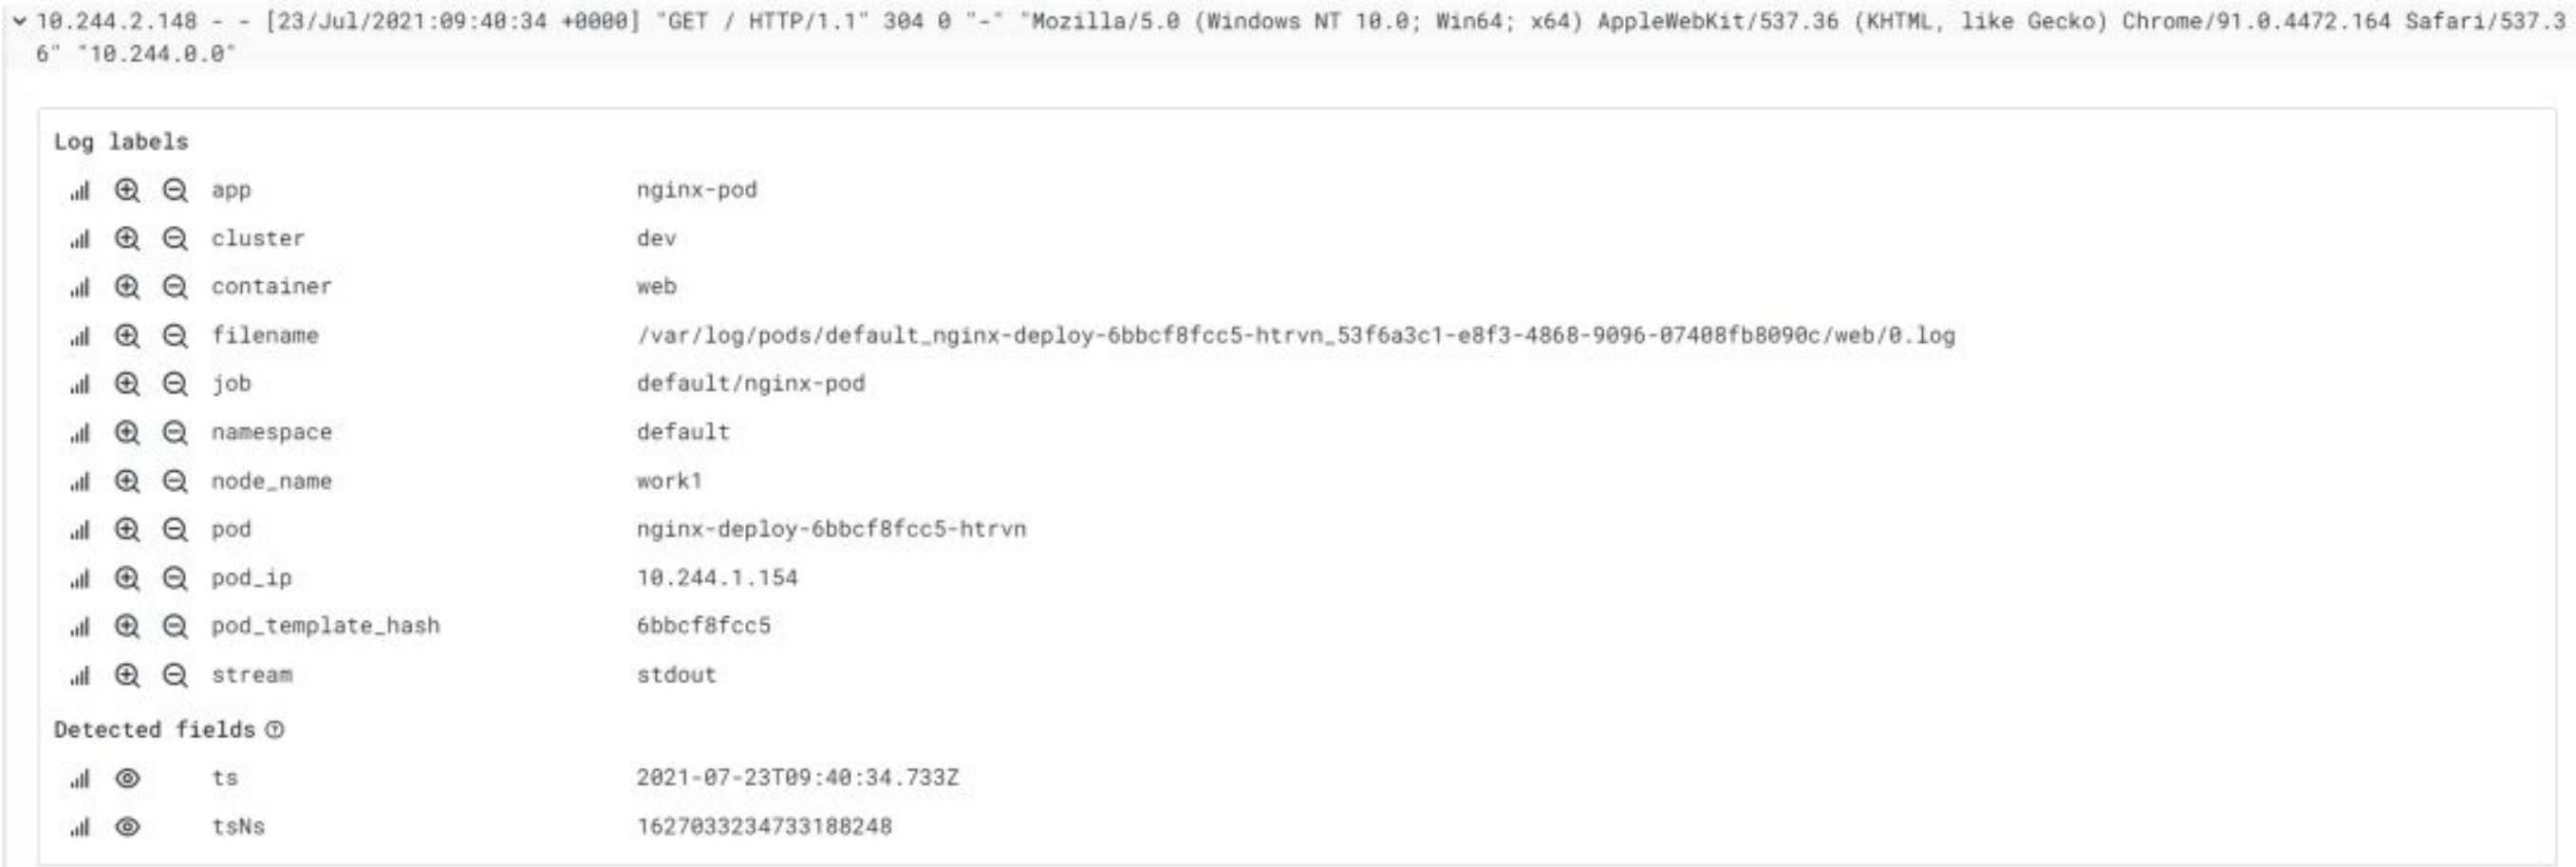 10.244.2.148 - - [23/Jul/2021:09:40:34 +0000] "GET / HTTP/1.1" 304 0 "-" "Mozilla/5.0 (Windows NT 10.0; Win64; x64) AppleWebKit/537.36 (KHTML, like Gecko) Chrome/91.0.4472.164 Safari/537.3
6" "10.244.0.0"
Log labels
app nginx-pod
cluster dev
container web
filename /var/log/pods/default_nginx-deploy-6bbcf8fcc5-htrvn_53f6a3c1-e8f3-4868-9096-07408fb8090c/web/0.log
job default/nginx-pod
namespace default
node_name work1
pod nginx-deploy-6bbcf8fcc5-htrvn
pod_ip 10.244.1.154
pod_template_hash 6bbcf8fcc5
stream stdout
Detected fields
ts 2021-07-23T09:40:34.733Z
tsNs 1627033234733188248